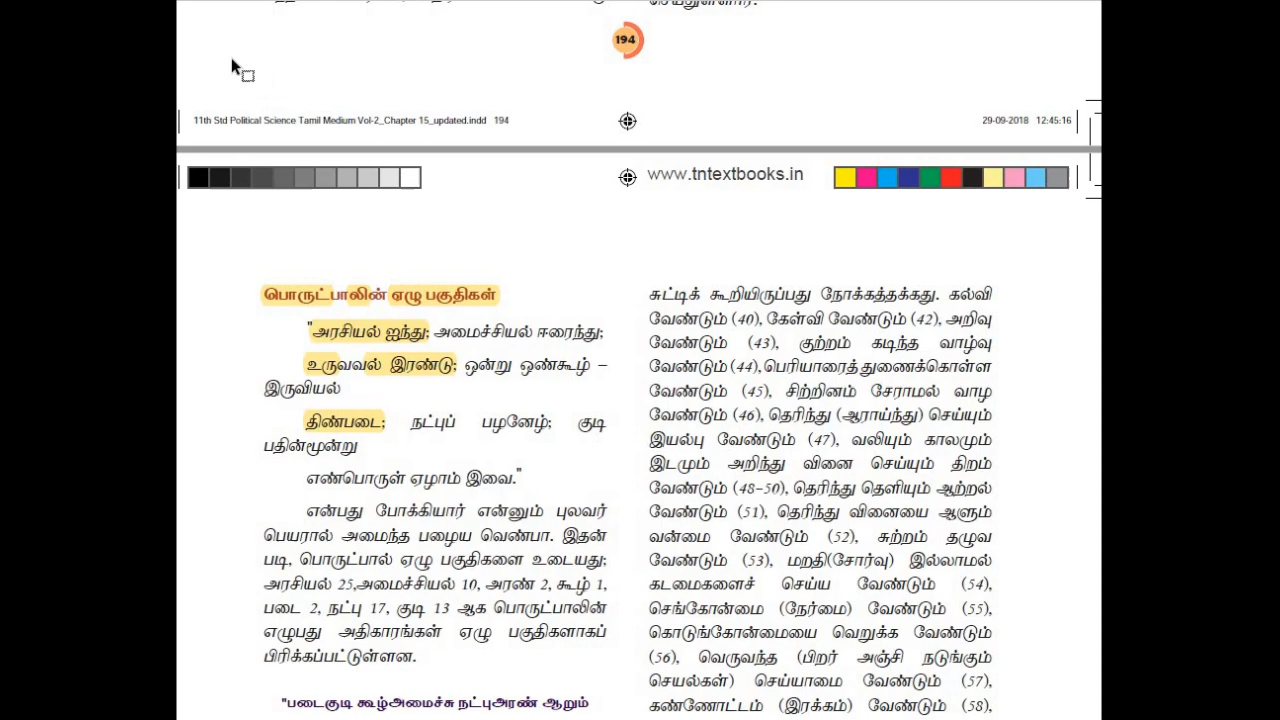 194
11th Std Political Science Tamil Medium Vol-2_Chapter 15_updated.indd 194
29-09-2018 12:45:16
www.tntextbooks.in
பொருட்பாலின் ஏழு பகுதிகள்
"அரசியல் ஐந்து; அமைச்சியல் ஈரைந்து;
உருவவல் இரண்டு; ஒன்று ஒண்கூழ் –
இருவியல்
திண்படை; நட்புப் பழனேழ்; குடி
பதின்மூன்று
எண்பொருள் ஏழாம் இவை."
என்பது போக்கியார் என்னும் புலவர்
பெயரால் அமைந்த பழைய வெண்பா. இதன்
படி, பொருட்பால் ஏழு பகுதிகளை உடையது;
அரசியல் 25,அமைச்சியல் 10, அரண் 2, கூழ் 1,
படை 2, நட்பு 17, குடி 13 ஆக பொருட்பாலின்
எழுபது அதிகாரங்கள் ஏழு பகுதிகளாகப்
பிரிக்கப்பட்டுள்ளன.
"படைகுடி கூழ்அமைச்சு நட்புஅரண் ஆறும்
சுட்டிக் கூறியிருப்பது நோக்கத்தக்கது. கல்வி
வேண்டும் (40), கேள்வி வேண்டும் (42), அறிவு
வேண்டும் (43), குற்றம் கடிந்த வாழ்வு
வேண்டும் (44), பெரியாரைத் துணைக்கொள்ள
வேண்டும் (45), சிற்றினம் சேராமல் வாழ
வேண்டும் (46), தெரிந்து (ஆராய்ந்து) செய்யும்
இயல்பு வேண்டும் (47), வலியும் காலமும்
இடமும் அறிந்து வினை செய்யும் திறம்
வேண்டும் (48–50), தெரிந்து தெளியும் ஆற்றல்
வேண்டும் (51), தெரிந்து வினையை ஆளும்
வன்மை வேண்டும் (52), சுற்றம் தழுவ
வேண்டும் (53), மறதி(சோர்வு) இல்லாமல்
கடமைகளைச் செய்ய வேண்டும் (54),
செங்கோன்மை (நேர்மை) வேண்டும் (55),
கொடுங்கோன்மையை வெறுக்க வேண்டும்
(56), வெருவந்த (பிறர் அஞ்சி நடுங்கும்
செயல்கள்) செய்யாமை வேண்டும் (57),
கண்ணோட்டம் (இரக்கம்) வேண்டும் (58),